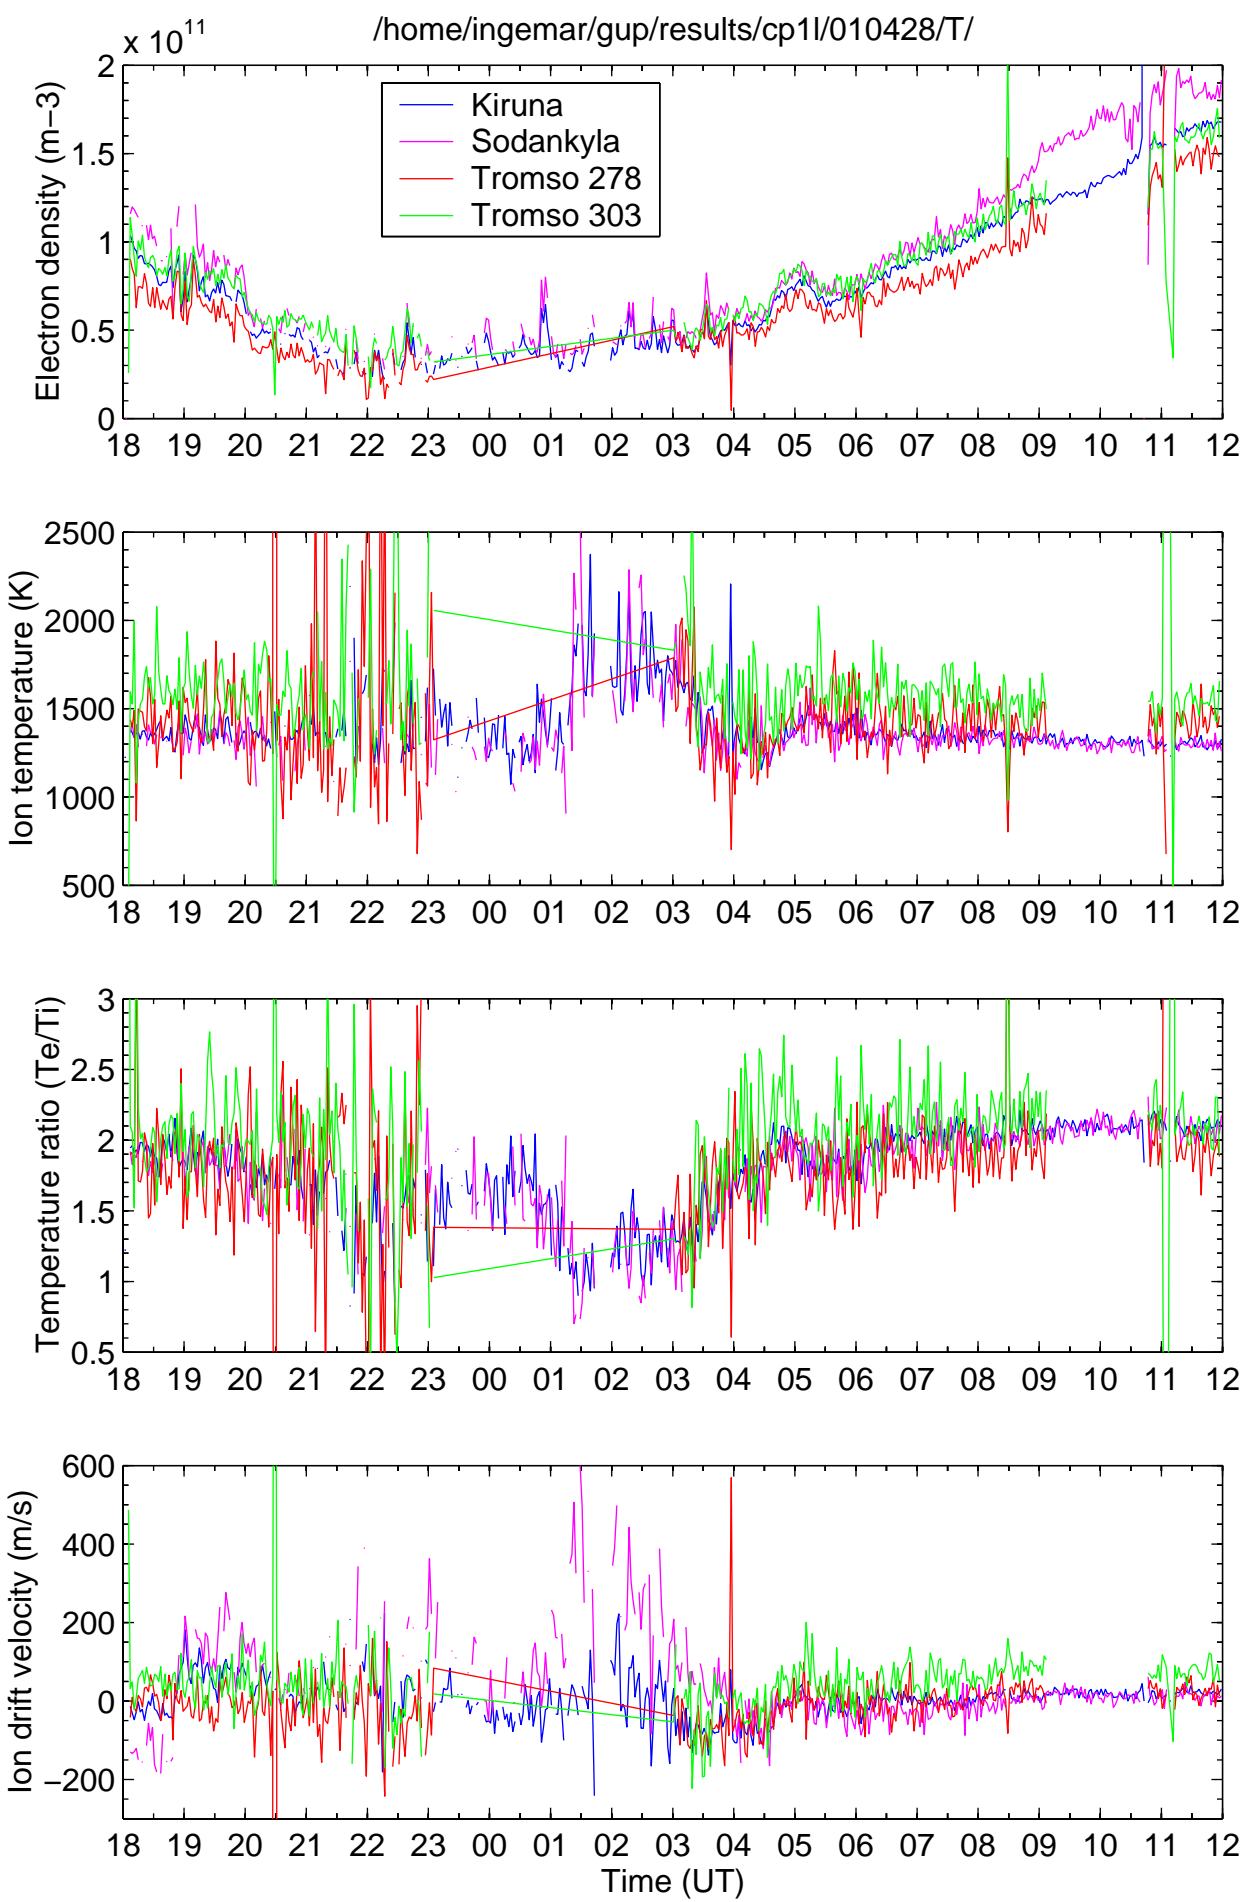 /home/ingemar/gup/results/cp1l/010428/T/
x 10^11
Electron density (m−3)
2
1.5
1
0.5
0
Kiruna
Sodankyla
Tromso 278
Tromso 303
18 19 20 21 22 23 00 01 02 03 04 05 06 07 08 09 10 11 12
Ion temperature (K)
2500
2000
1500
1000
500
18 19 20 21 22 23 00 01 02 03 04 05 06 07 08 09 10 11 12
Temperature ratio (Te/Ti)
3
2.5
2
1.5
1
0.5
18 19 20 21 22 23 00 01 02 03 04 05 06 07 08 09 10 11 12
Ion drift velocity (m/s)
600
400
200
0
−200
18 19 20 21 22 23 00 01 02 03 04 05 06 07 08 09 10 11 12
Time (UT)